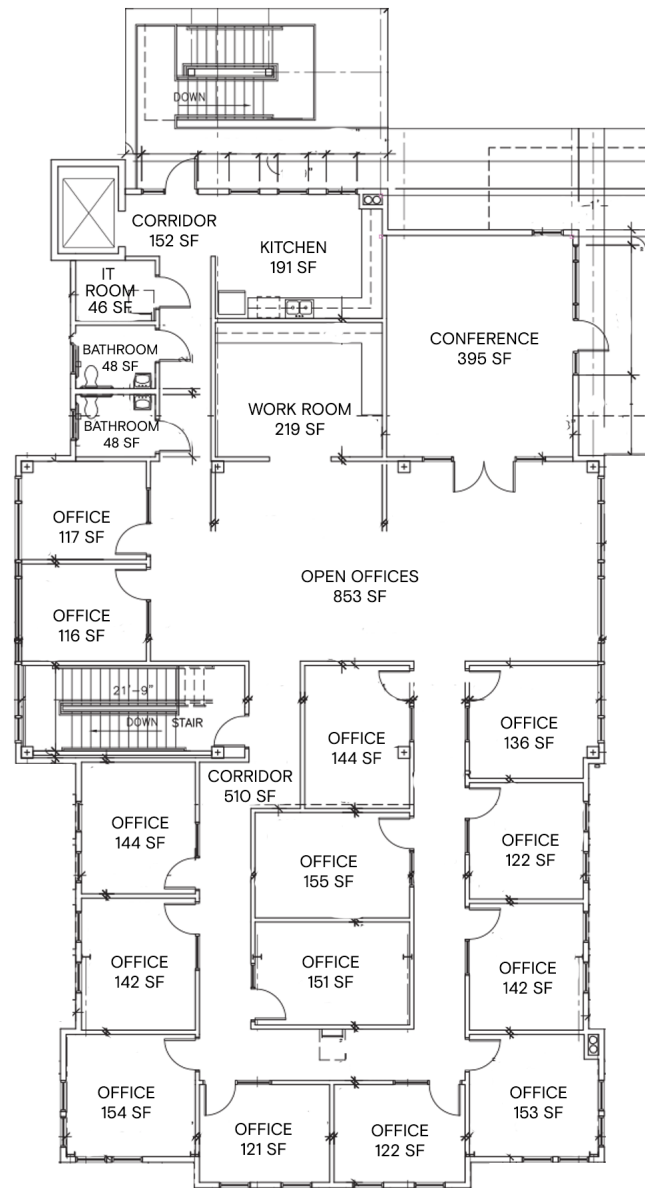 DOWN
CORRIDOR
152 SF
KITCHEN
191 SF
IT
ROOM
46 SF
CONFERENCE
395 SF
BATHROOM
48 SF
WORK ROOM
219 SF
BATHROOM
48 SF
OFFICE
117 SF
OPEN OFFICES
853 SF
OFFICE
116 SF
21'-9"
DOWN
STAIR
OFFICE
144 SF
OFFICE
136 SF
CORRIDOR
510 SF
OFFICE
144 SF
OFFICE
155 SF
OFFICE
122 SF
OFFICE
142 SF
OFFICE
151 SF
OFFICE
142 SF
OFFICE
154 SF
OFFICE
121 SF
OFFICE
122 SF
OFFICE
153 SF